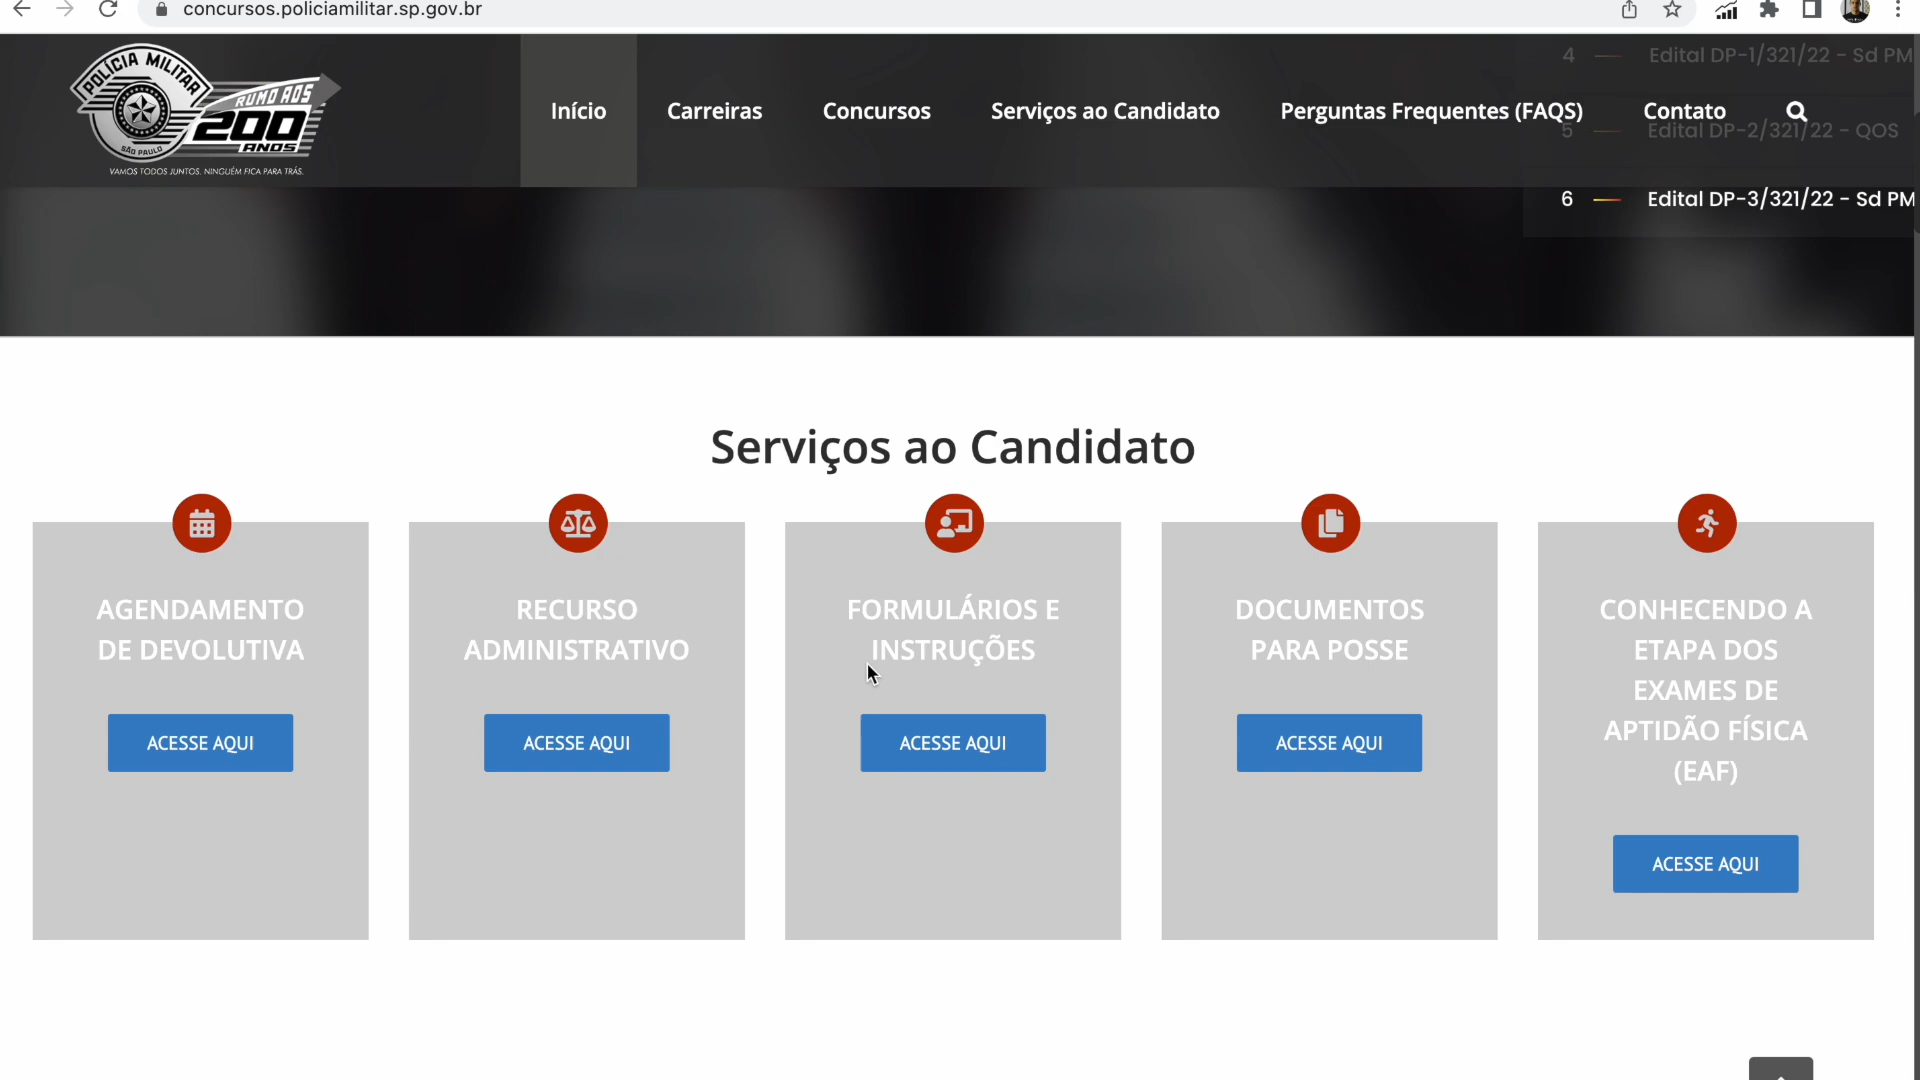 concursos.policiamilitar.sp.gov.br
4 Edital DP-1/321/22 - Sd PM
POLÍCIA MILITAR
RUMO AOS
200
ANOS
SÃO PAULO
VAMOS TODOS JUNTOS. NINGUÉM FICA PARA TRÁS.
Início
Carreiras
Concursos
Serviços ao Candidato
Perguntas Frequentes (FAQS)
Contato
5 Edital DP-2/321/22 - QOS
6 Edital DP-3/321/22 - Sd PM
Serviços ao Candidato
AGENDAMENTO
DE DEVOLUTIVA
ACESSE AQUI
RECURSO
ADMINISTRATIVO
ACESSE AQUI
FORMULÁRIOS E
INSTRUÇÕES
ACESSE AQUI
DOCUMENTOS
PARA POSSE
ACESSE AQUI
CONHECENDO A
ETAPA DOS
EXAMES DE
APTIDÃO FÍSICA
(EAF)
ACESSE AQUI